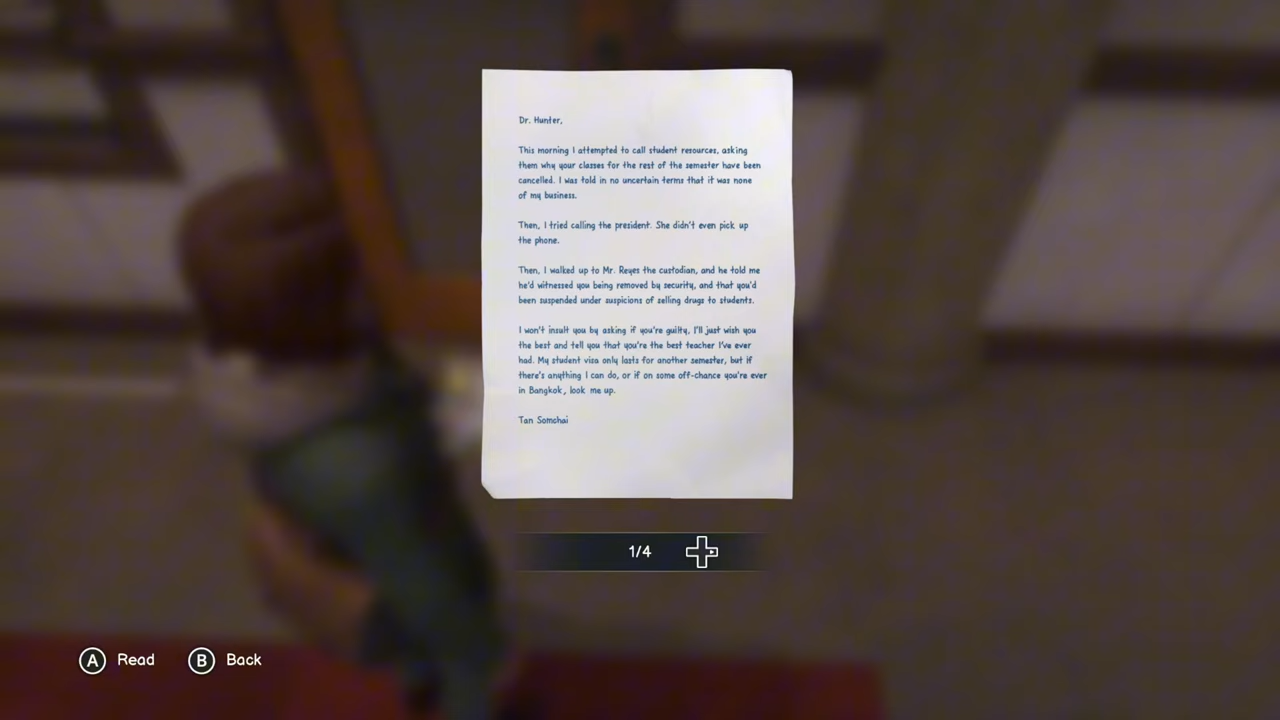 Dr. Hunter,
This morning I attempted to call student resources, asking
them why your classes for the rest of the semester have been
cancelled. I was told in no uncertain terms that it was none
of my business.
Then, I tried calling the president. She didn't even pick up
the phone.
Then, I walked up to Mr. Reyes the custodian, and he told me
he'd witnessed you being removed by security, and that you'd
been suspended under suspicions of selling drugs to students.
I won't insult you by asking if you're guilty, I'll just wish you
the best and tell you that you're the best teacher I've ever
had. My student visa only lasts for another semester, but if
there's anything I can do, or if on some off-chance you're ever
in Bangkok, look me up.
Tan Somchai
1/4
A Read B Back